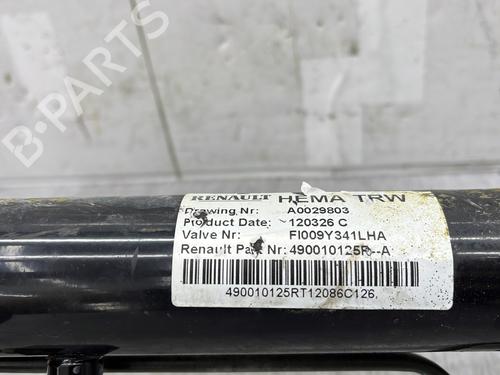 B-PARTS
RENAULT HEMA TRW
Drawing Nr: A0029803
Product Date: 120326 C
Valve Nr: FI009Y341LHA
Renault Part Nr: 490010125R--A
490010125RT12086C126.